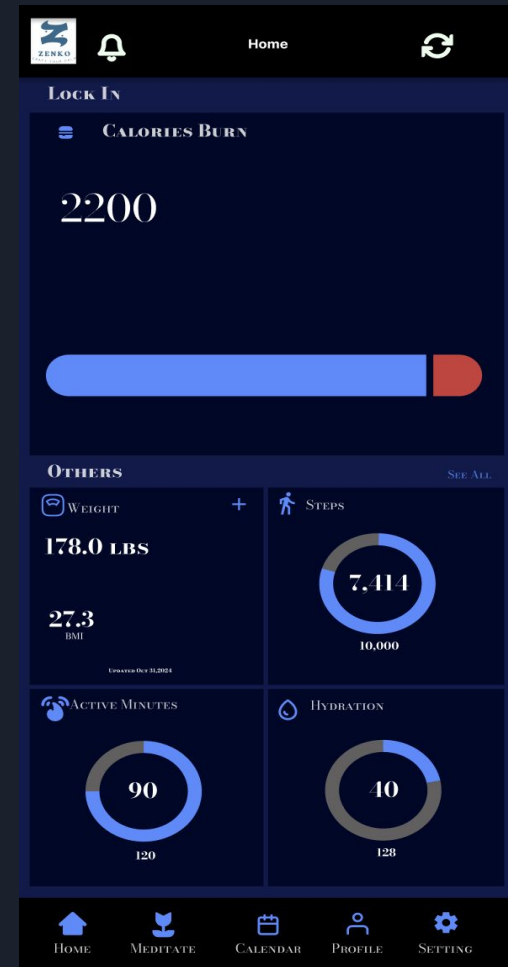 ZENKO
Home
Lock In
Calories Burn
2200
Others
See All
Weight
+
Steps
178.0 lbs
7,414
10,000
27.3
BMI
Updated Oct 31,2024
Active Minutes
Hydration
90
40
120
128
Home
Meditate
Calendar
Profile
Setting